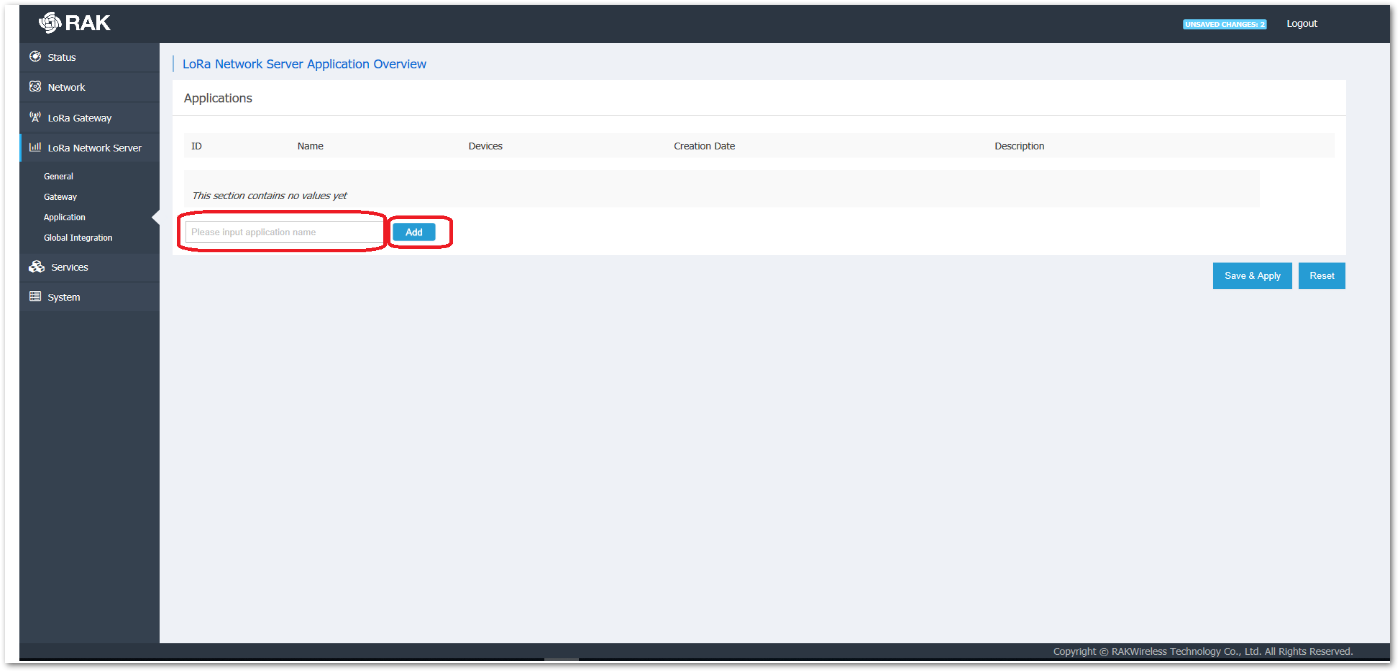 RAK
UNSAVED CHANGES: 2
Logout
Status
Network
LoRa Gateway
LoRa Network Server
General
Gateway
Application
Global Integration
Services
System
LoRa Network Server Application Overview
Applications
ID Name Devices Creation Date Description
This section contains no values yet
Please input application name
Add
Save & Apply
Reset
Copyright © RAKWireless Technology Co., Ltd. All Rights Reserved.